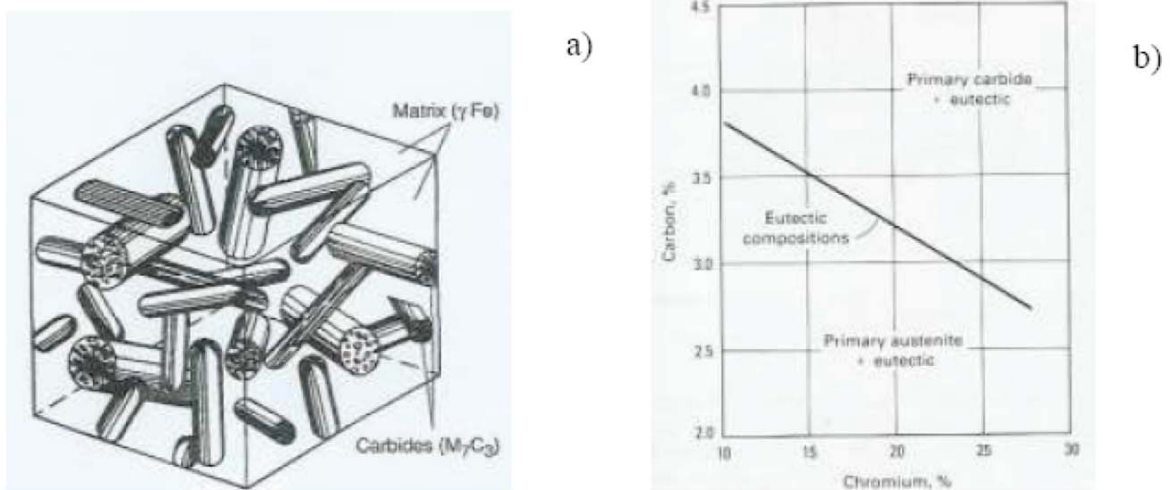 a)
Matrix (γ Fe)
Carbides (M7C3)
b)
4.5
4.0
3.5
3.0
2.5
2.0
Carbon, %
Primary carbide
+ eutectic
Eutectic
compositions
Primary austenite
+ eutectic
10
15
20
25
30
Chromium, %